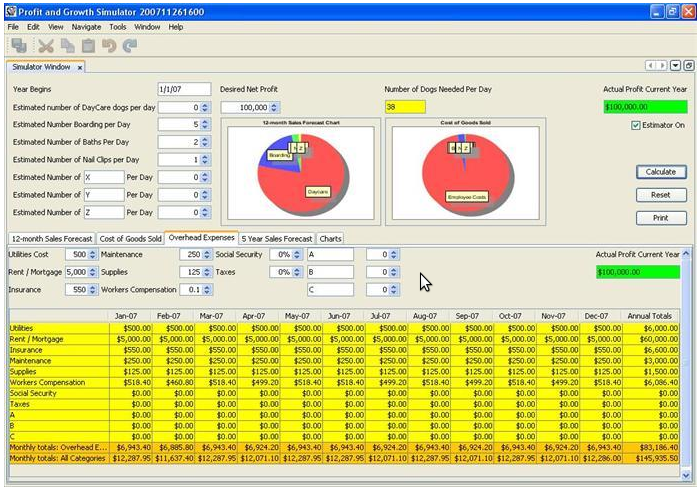 Profit and Growth Simulator 200711261600
File Edit View Navigate Tools Window Help
Simulator Window x
Year Begins 1/1/07 Desired Net Profit Number of Dogs Needed Per Day Actual Profit Current Year
Estimated number of DayCare dogs per day 0 100,000 38 $100,000.00
Estimated Number Boarding per Day 5 12-month Sales Forecast Chart Cost of Goods Sold Estimator On
Estimated Number of Baths Per Day 2 Boarding N Z Z
Estimated Number of Nail Clips per Day 1 Calculate
Estimated Number of X Per Day 0 Daycare Employee Costs
Estimated Number of Y Per Day 0 Reset
Estimated Number of Z Per Day 0 Print
12-month Sales Forecast Cost of Goods Sold Overhead Expenses 5 Year Sales Forecast Charts
Utilities Cost 500 Maintenance 250 Social Security 0% A 0 Actual Profit Current Year
Rent / Mortgage 5,000 Supplies 125 Taxes 0% B 0 $100,000.00
Insurance 550 Workers Compensation 0.1 C 0
Jan-07 Feb-07 Mar-07 Apr-07 May-07 Jun-07 Jul-07 Aug-07 Sep-07 Oct-07 Nov-07 Dec-07 Annual Totals
Utilities $500.00 $500.00 $500.00 $500.00 $500.00 $500.00 $500.00 $500.00 $500.00 $500.00 $500.00 $500.00 $6,000.00
Rent / Mortgage $5,000.00 $5,000.00 $5,000.00 $5,000.00 $5,000.00 $5,000.00 $5,000.00 $5,000.00 $5,000.00 $5,000.00 $5,000.00 $5,000.00 $60,000.00
Insurance $550.00 $550.00 $550.00 $550.00 $550.00 $550.00 $550.00 $550.00 $550.00 $550.00 $550.00 $550.00 $6,600.00
Maintenance $250.00 $250.00 $250.00 $250.00 $250.00 $250.00 $250.00 $250.00 $250.00 $250.00 $250.00 $250.00 $3,000.00
Supplies $125.00 $125.00 $125.00 $125.00 $125.00 $125.00 $125.00 $125.00 $125.00 $125.00 $125.00 $125.00 $1,500.00
Workers Compensation $518.40 $460.80 $518.40 $499.20 $518.40 $499.20 $518.40 $518.40 $499.20 $518.40 $499.20 $518.40 $6,086.40
Social Security $0.00 $0.00 $0.00 $0.00 $0.00 $0.00 $0.00 $0.00 $0.00 $0.00 $0.00 $0.00 $0.00
Taxes $0.00 $0.00 $0.00 $0.00 $0.00 $0.00 $0.00 $0.00 $0.00 $0.00 $0.00 $0.00 $0.00
A $0.00 $0.00 $0.00 $0.00 $0.00 $0.00 $0.00 $0.00 $0.00 $0.00 $0.00 $0.00 $0.00
B $0.00 $0.00 $0.00 $0.00 $0.00 $0.00 $0.00 $0.00 $0.00 $0.00 $0.00 $0.00 $0.00
C $0.00 $0.00 $0.00 $0.00 $0.00 $0.00 $0.00 $0.00 $0.00 $0.00 $0.00 $0.00 $0.00
Monthly totals: Overhead E... $6,943.40 $6,885.80 $6,943.40 $6,924.20 $6,943.40 $6,924.20 $6,943.40 $6,943.40 $6,924.20 $6,943.40 $6,924.20 $6,943.40 $83,186.40
Monthly totals: All Categories $12,287.95 $11,637.40 $12,287.95 $12,071.10 $12,287.95 $12,071.10 $12,287.95 $12,287.95 $12,071.10 $12,287.95 $12,071.10 $12,286.00 $145,935.50